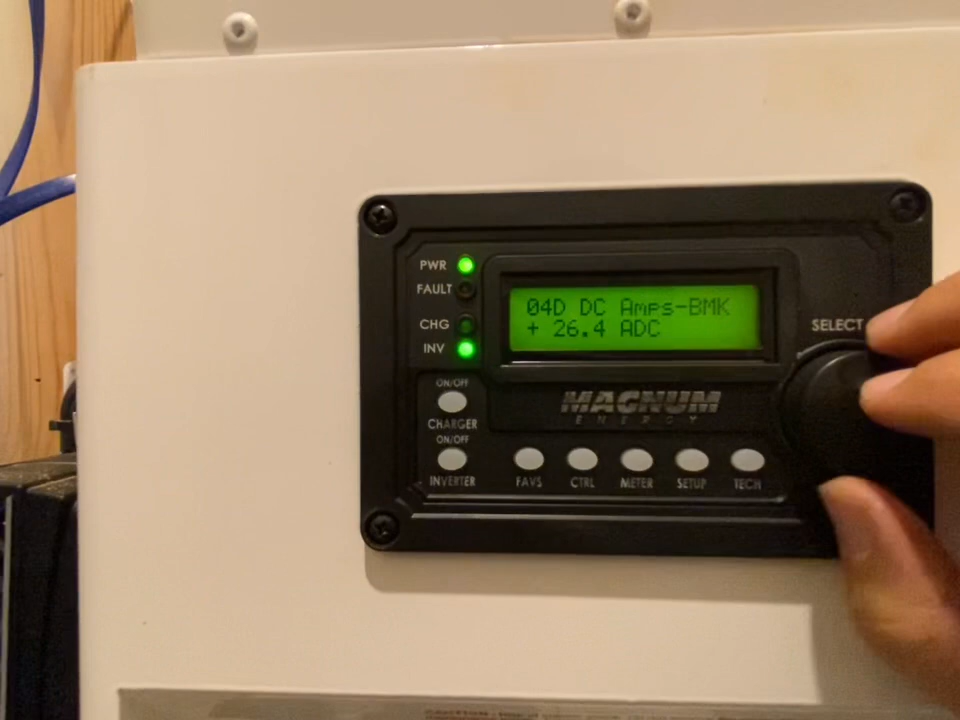 PWR
FAULT
CHG
INV
04D DC Amps-BMK
+ 26.4 ADC
SELECT
ON/OFF
CHARGER
ON/OFF
INVERTER
MAGNUM
ENERGY
FAVS
CTRL
METER
SETUP
TECH